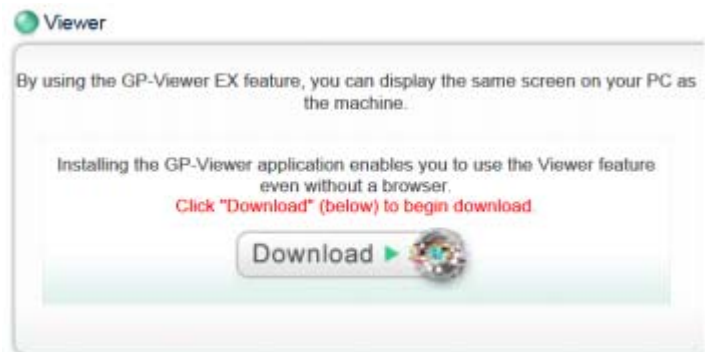 Viewer
By using the GP-Viewer EX feature, you can display the same screen on your PC as
the machine.
Installing the GP-Viewer application enables you to use the Viewer feature
even without a browser.
Click "Download" (below) to begin download.
Download